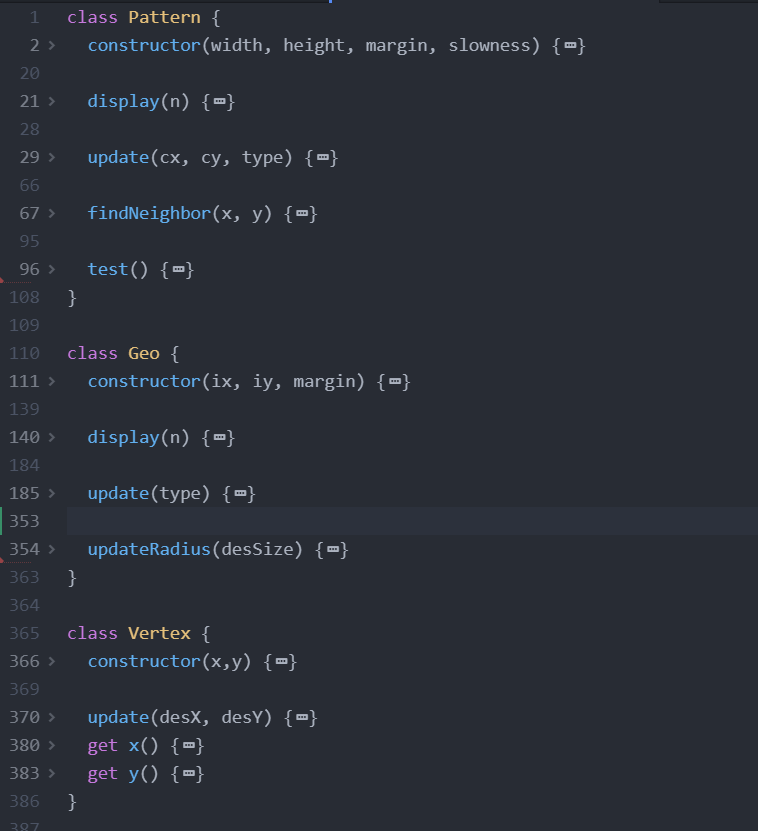 1 class Pattern {
2 > constructor(width, height, margin, slowness) {…}
20
21 > display(n) {…}
28
29 > update(cx, cy, type) {…}
66
67 > findNeighbor(x, y) {…}
95
96 > test() {…}
108 }
109
110 class Geo {
111 > constructor(ix, iy, margin) {…}
139
140 > display(n) {…}
184
185 > update(type) {…}
353
354 > updateRadius(desSize) {…}
363 }
364
365 class Vertex {
366 > constructor(x,y) {…}
369
370 > update(desX, desY) {…}
380 > get x() {…}
383 > get y() {…}
386 }
387